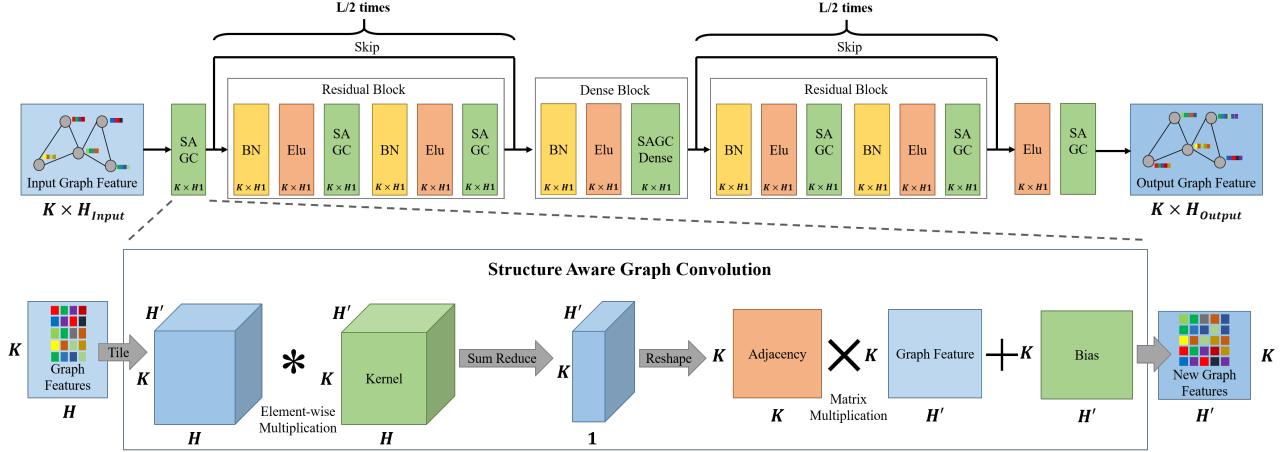 L/2 times
L/2 times
Skip
Skip
Residual Block
Dense Block
Residual Block
SA
GC
K × H1
BN
K × H1
Elu
K × H1
SA
GC
K × H1
BN
K × H1
Elu
K × H1
SA
GC
K × H1
BN
K × H1
Elu
K × H1
SAGC
Dense
K × H1
BN
K × H1
Elu
K × H1
SA
GC
K × H1
BN
K × H1
Elu
K × H1
SA
GC
K × H1
Elu
K × H1
SA
GC
Input Graph Feature
K × H_Input
Output Graph Feature
K × H_Output
Structure Aware Graph Convolution
K
Graph
Features
H
Tile
H′
K
H
*
Element-wise
Multiplication
H′
K
Kernel
H
Sum Reduce
H′
K
1
Reshape
K
Adjacency
K
×
Matrix
Multiplication
K
Graph Feature
H′
+
K
Bias
H′
New Graph
Features
K
H′